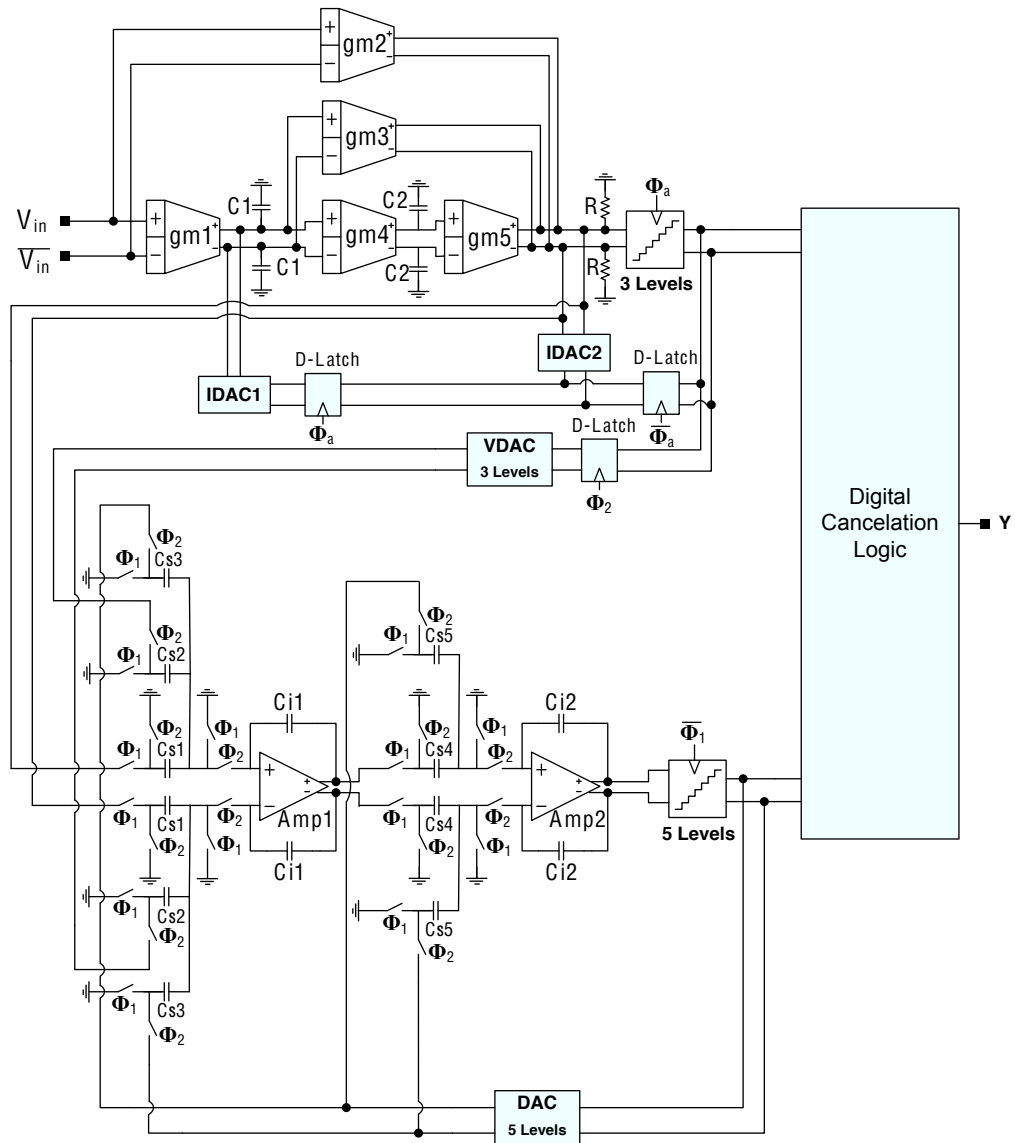 + gm2 +
− −
+ gm3 +
− −
C1 C2
R Φa
Vin + gm1 + + gm4 + + gm5 +
Vin − − − − − −
C1 C2 R
3 Levels
IDAC2
D-Latch D-Latch
IDAC1
Φa Φa
D-Latch
VDAC
3 Levels
Φ2
Digital
Cancelation
Logic
Y
Φ2
Φ1 Cs3
Φ2
Φ1 Cs2
Φ2
Φ1 Cs5
Φ2 Φ1 Ci1
Φ2 Φ1 Ci2
Φ1
Φ1 Cs1 Φ2 +
+
−
Φ1 Cs4 Φ2 +
+
−
Φ1 Cs1 Φ2 − Amp1
Φ1 Cs4 Φ2 − Amp2
5 Levels
Φ2 Φ1 Ci1
Φ2 Φ1 Ci2
Φ1 Cs2
Φ2
Φ1 Cs5
Φ2
Φ1 Cs3
Φ2
DAC
5 Levels